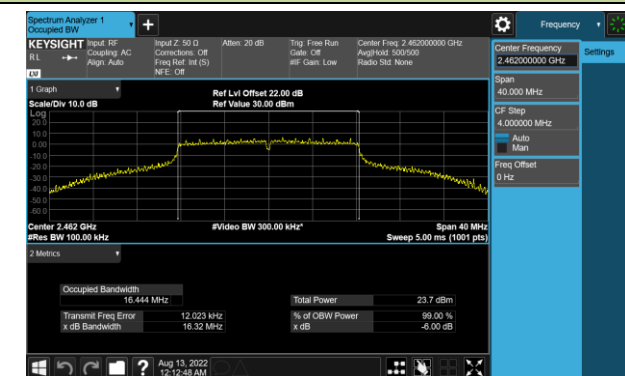 Spectrum Analyzer 1
Occupied BW
Frequency
KEYSIGHT
Input: RF
Input Z: 50 Ω
Atten: 20 dB
Trig: Free Run
Center Freq: 2.462000000 GHz
RL
Coupling: AC
Corrections: Off
Gate: Off
Avg|Hold: 500/500
Align: Auto
Freq Ref: Int (S)
#IF Gain: Low
Radio Std: None
NFE: Off
LXI
Center Frequency
2.462000000 GHz
Settings
Span
40.000 MHz
CF Step
4.000000 MHz
Auto
Man
Freq Offset
0 Hz
1 Graph
Ref Lvl Offset 22.00 dB
Scale/Div 10.0 dB
Ref Value 30.00 dBm
Log
20.0
10.0
0.00
-10.0
-20.0
-30.0
-40.0
-50.0
-60.0
Center 2.462 GHz
#Video BW 300.00 kHz*
Span 40 MHz
#Res BW 100.00 kHz
Sweep 5.00 ms (1001 pts)
2 Metrics
Occupied Bandwidth
16.444 MHz
Total Power
23.7 dBm
Transmit Freq Error
12.023 kHz
% of OBW Power
99.00 %
x dB Bandwidth
16.32 MHz
x dB
-6.00 dB
Aug 13, 2022
12:12:48 AM